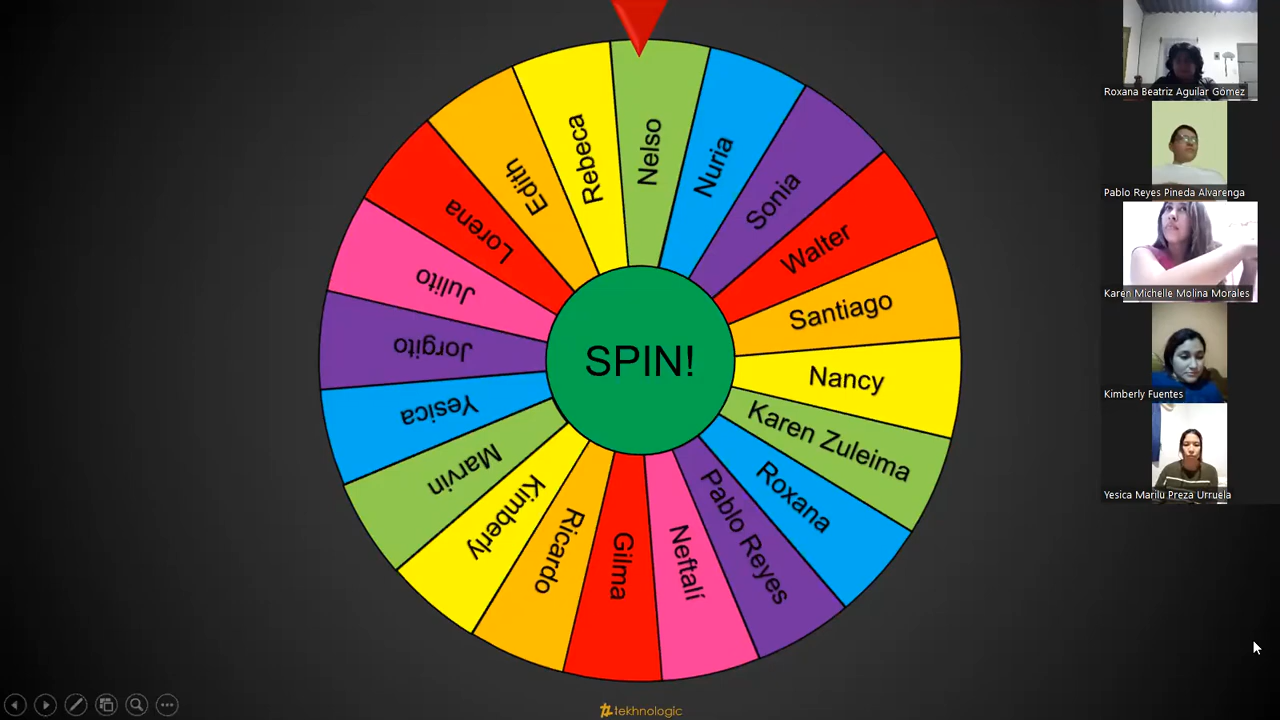 Nelso
Nuria
Sonia
Walter
Santiago
Nancy
Karen Zuleima
Roxana
Pablo Reyes
Neftalí
Gilma
Ricardo
Kimberly
Marvin
Yesica
Jorgito
Julito
Lorena
Edith
Rebeca
SPIN!
tekhnologic
Roxana Beatriz Aguilar Gómez
Pablo Reyes Pineda Alvarenga
Karen Michelle Molina Morales
Kimberly Fuentes
Yesica Marilu Preza Urruela